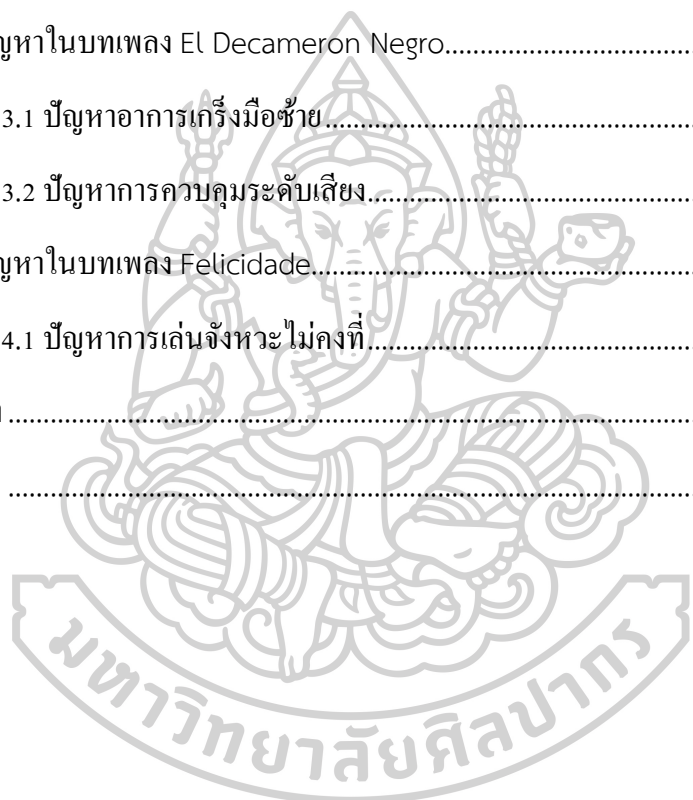 ญหาในบทเพลง El Decameron Negro
3.1 ปัญหาอาการเกร็งมือซ้าย
3.2 ปัญหาการควบคุมระดับเสียง
ญหาในบทเพลง Felicidade
4.1 ปัญหาการเล่นจังหวะไม่คงที่
มหาวิทยาลัยศิลปากร